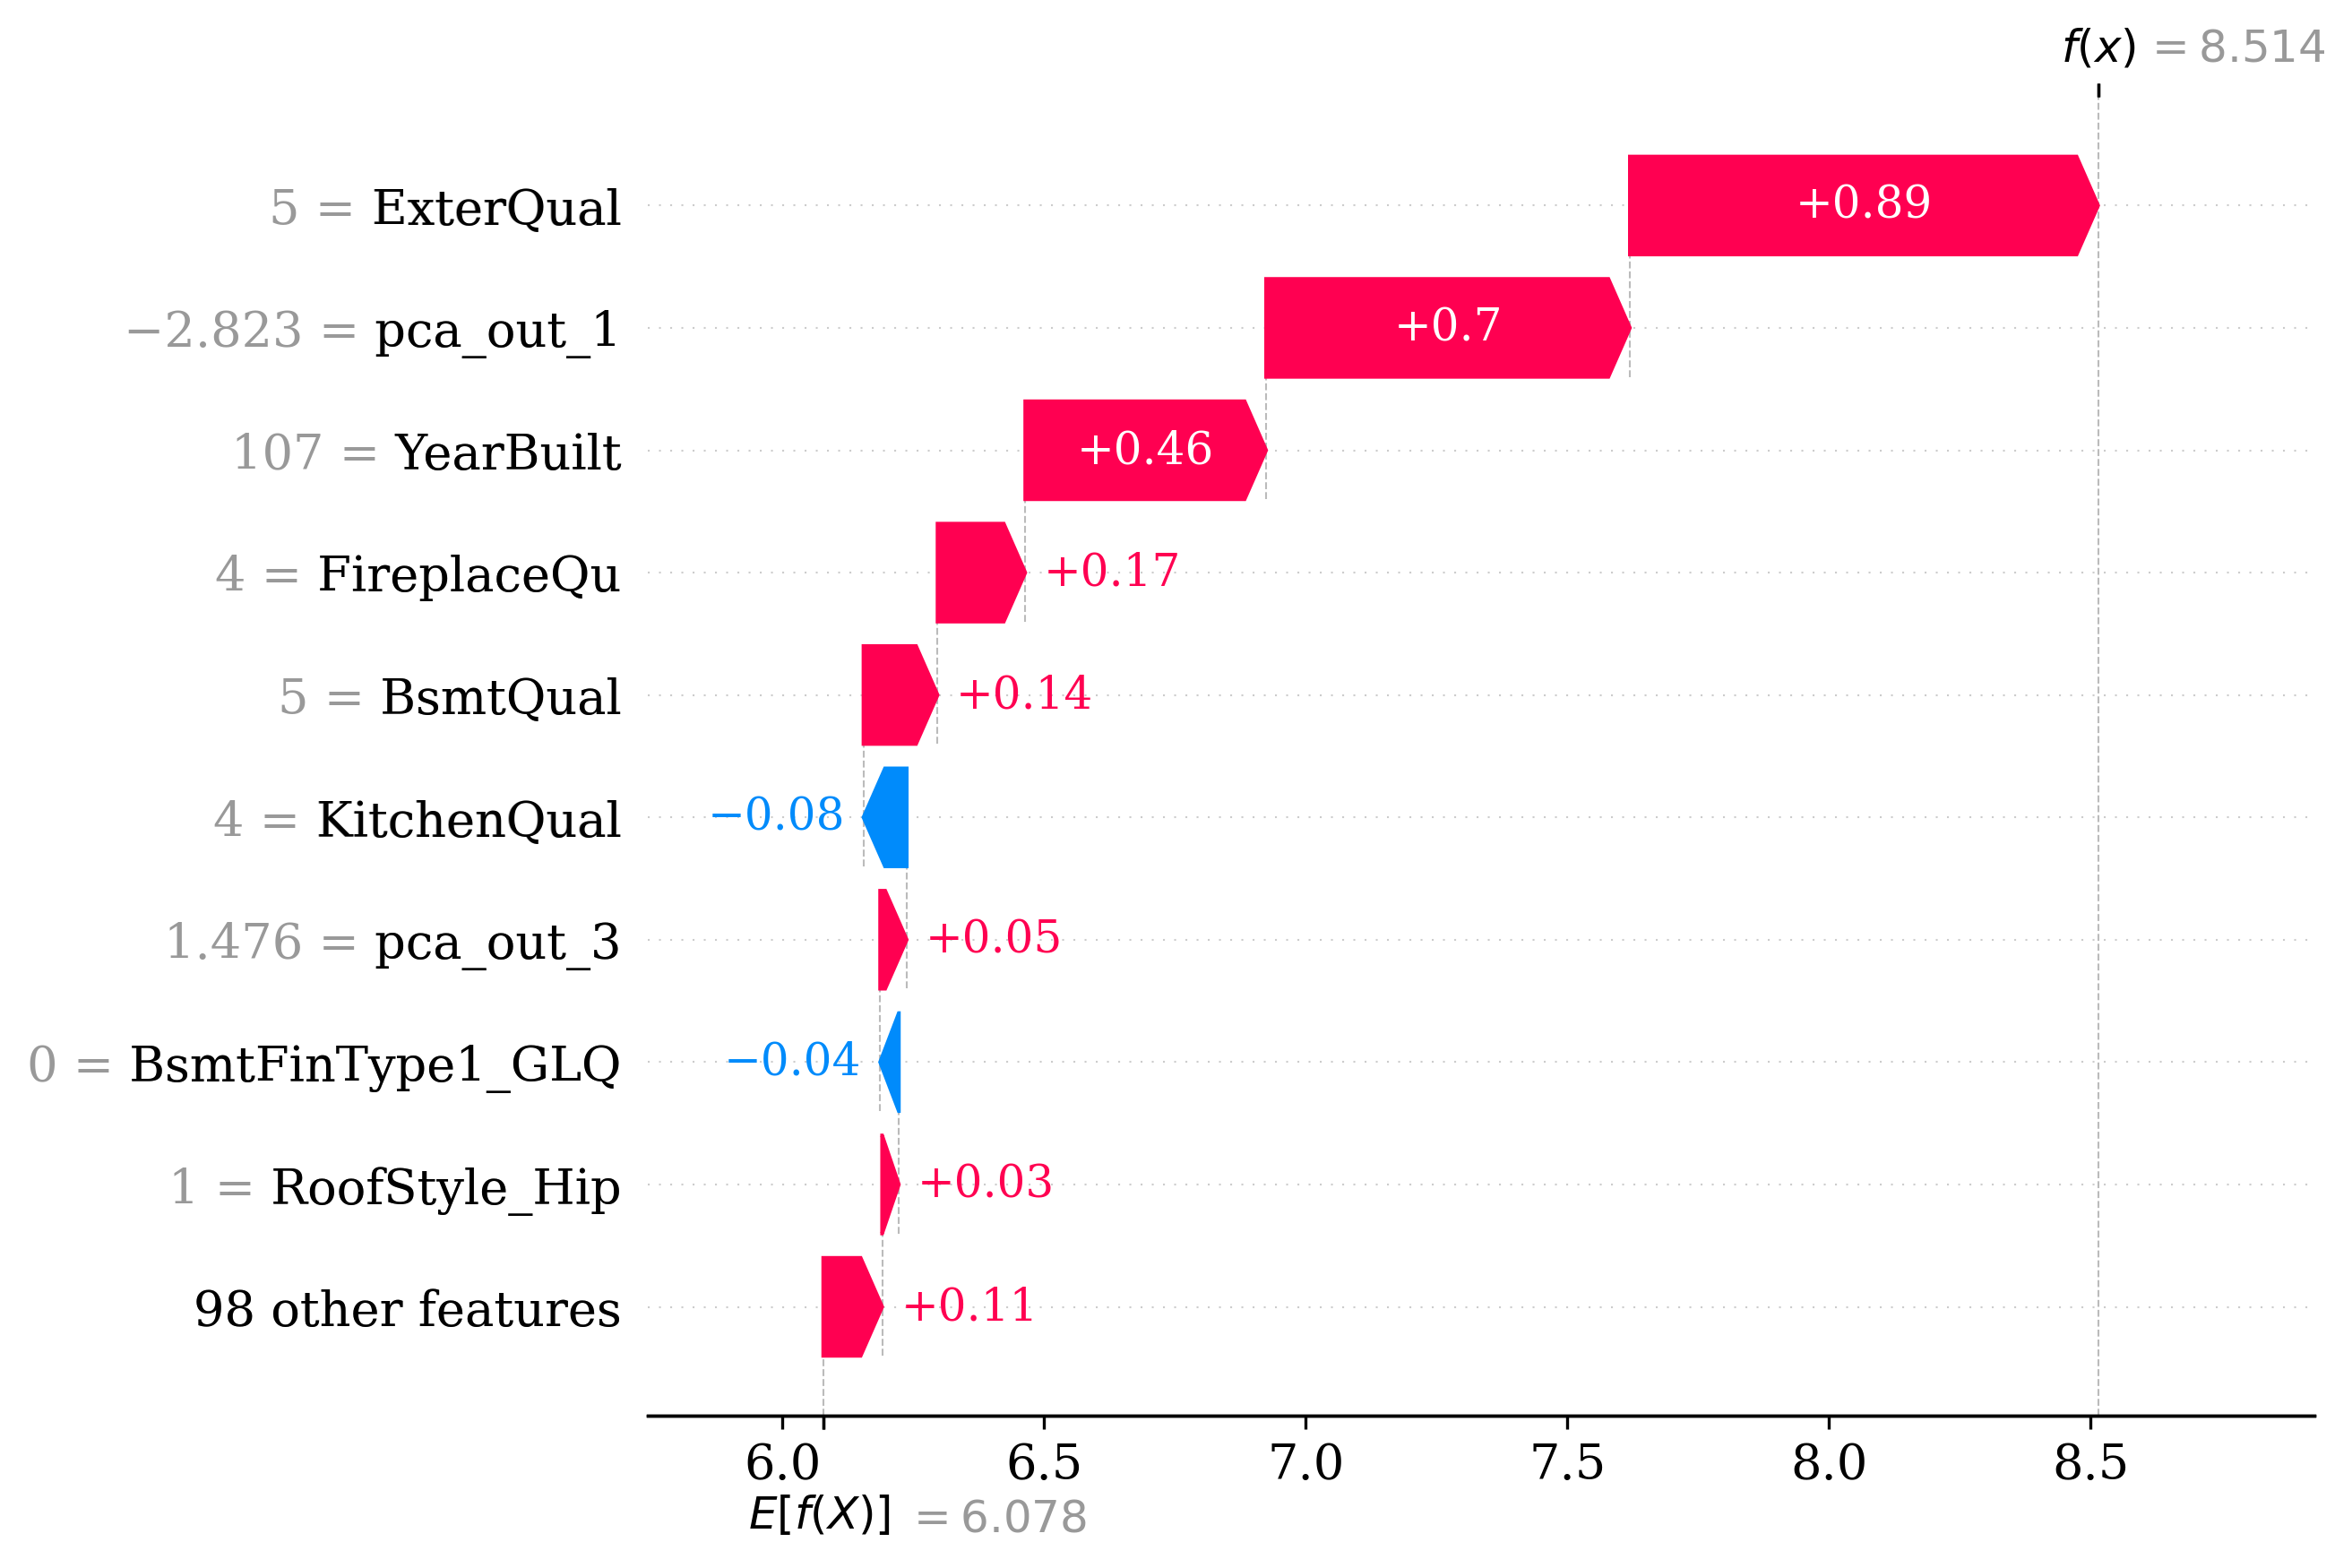 f(x) = 8.514
5 = ExterQual +0.89
−2.823 = pca_out_1 +0.7
107 = YearBuilt +0.46
4 = FireplaceQu +0.17
5 = BsmtQual +0.14
4 = KitchenQual −0.08
1.476 = pca_out_3 +0.05
0 = BsmtFinType1_GLQ −0.04
1 = RoofStyle_Hip +0.03
98 other features +0.11
6.0 6.5 7.0 7.5 8.0 8.5
E[f(X)] = 6.078